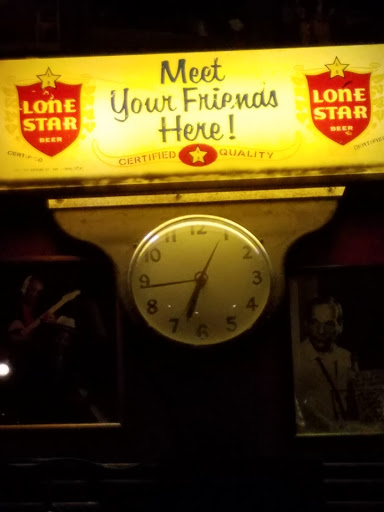 Meet
Your Friends
Here!
LONE
STAR
BEER
LONE
STAR
BEER
CERTIFIED QUALITY
CERTIFIED
12
11 1
10 2
9 3
8 4
7 5
6